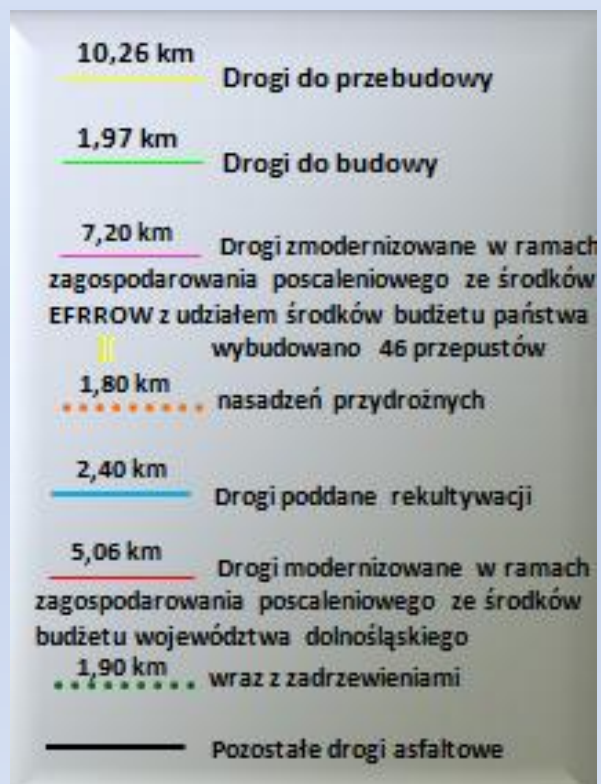 10,26 km
Drogi do przebudowy
1,97 km
Drogi do budowy
7,20 km
Drogi zmodernizowane w ramach
zagospodarowania poscaleniowego ze środków
EFRROW z udziałem środków budżetu państwa
wybudowano 46 przepustów
1,80 km
nasadzeń przydrożnych
2,40 km
Drogi poddane rekultywacji
5,06 km
Drogi modernizowane w ramach
zagospodarowania poscaleniowego ze środków
budżetu województwa dolnośląskiego
1,90 km
wraz z zadrzewieniami
Pozostałe drogi asfaltowe